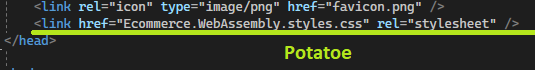 <link rel="icon" type="image/png" href="favicon.png" />
<link href="Ecommerce.WebAssembly.styles.css" rel="stylesheet" />
</head>
Potatoe